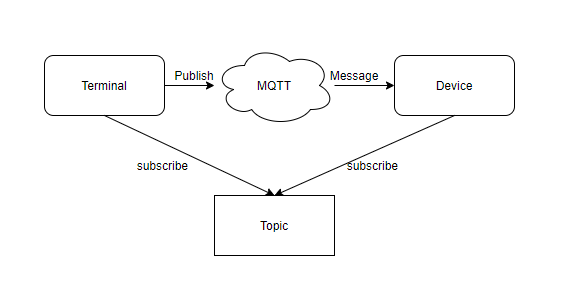 Publish
Message
Terminal
MQTT
Device
subscribe
subscribe
Topic